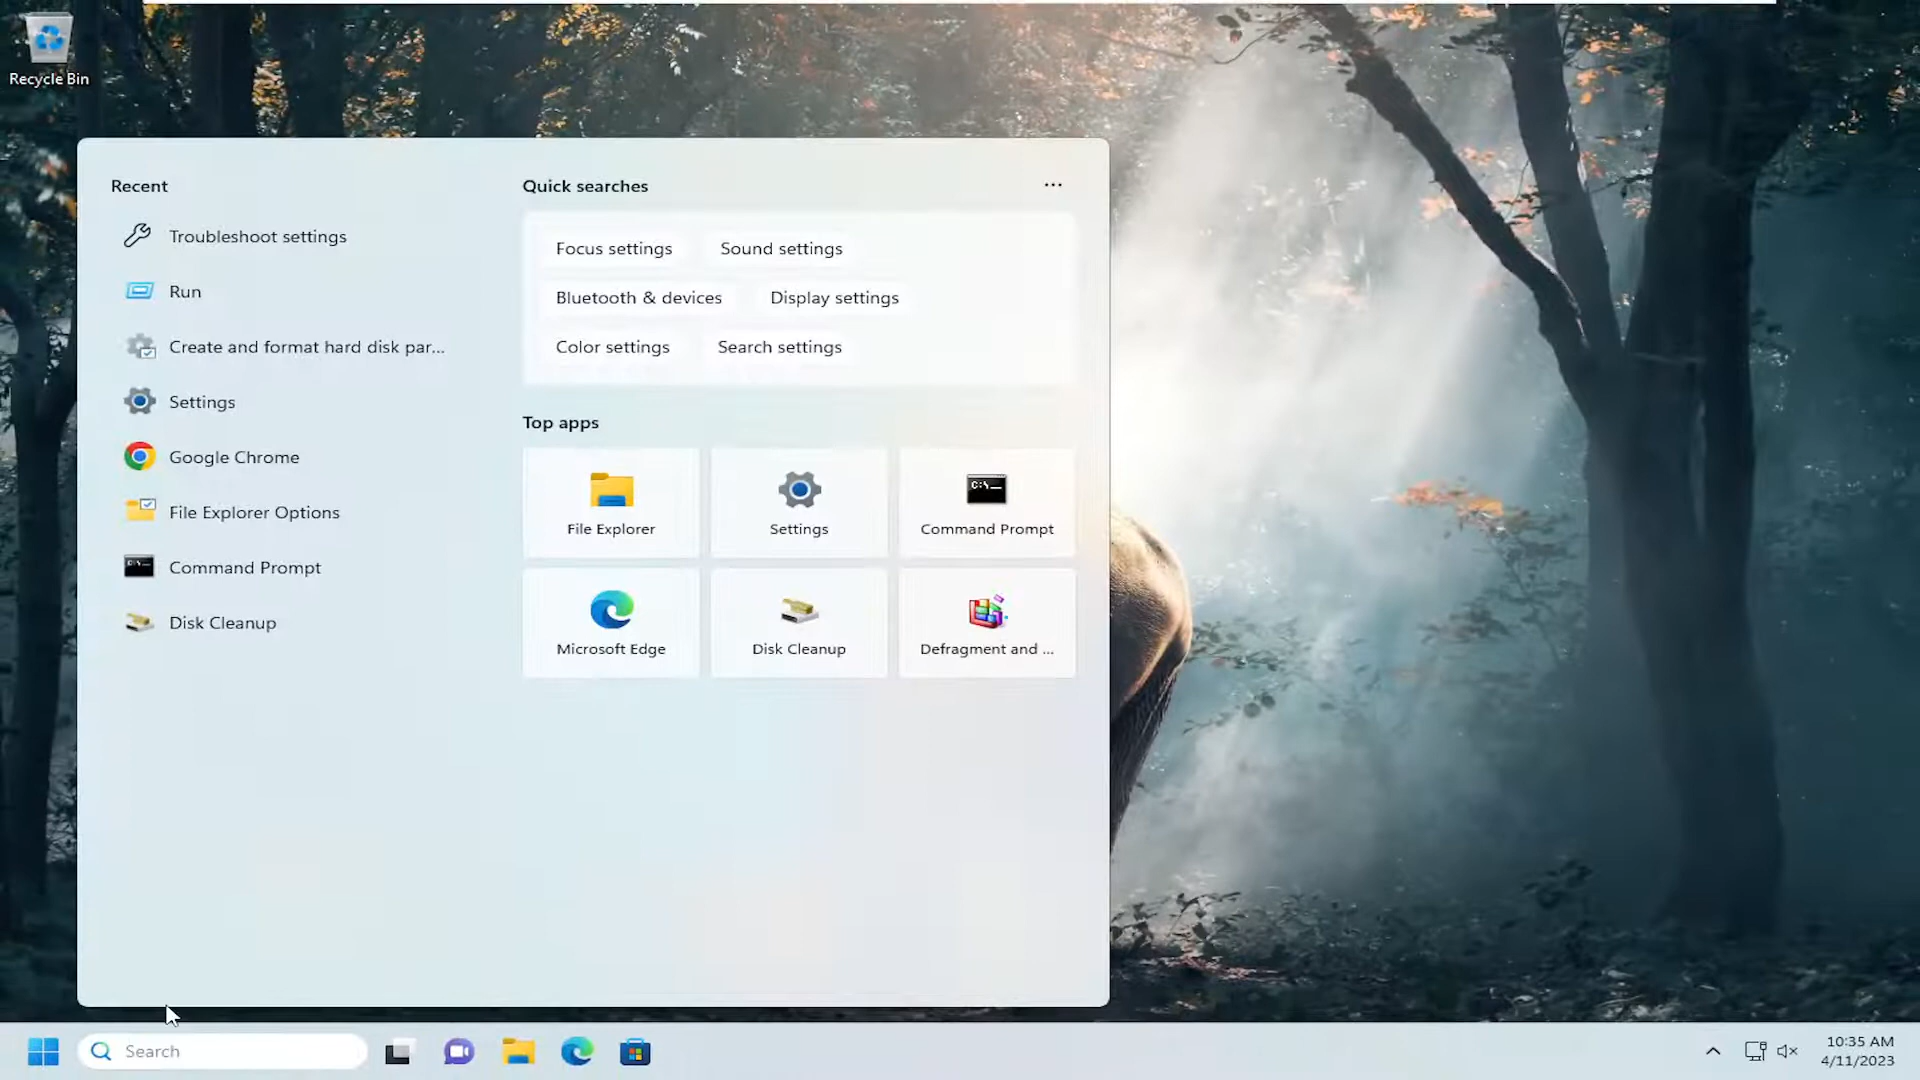 Recycle Bin
Recent
Troubleshoot settings
Run
Create and format hard disk par...
Settings
Google Chrome
File Explorer Options
Command Prompt
Disk Cleanup
Quick searches
Focus settings
Sound settings
Bluetooth & devices
Display settings
Color settings
Search settings
Top apps
File Explorer
Settings
C:\_
Command Prompt
Microsoft Edge
Disk Cleanup
Defragment and ...
Search
10:35 AM
4/11/2023